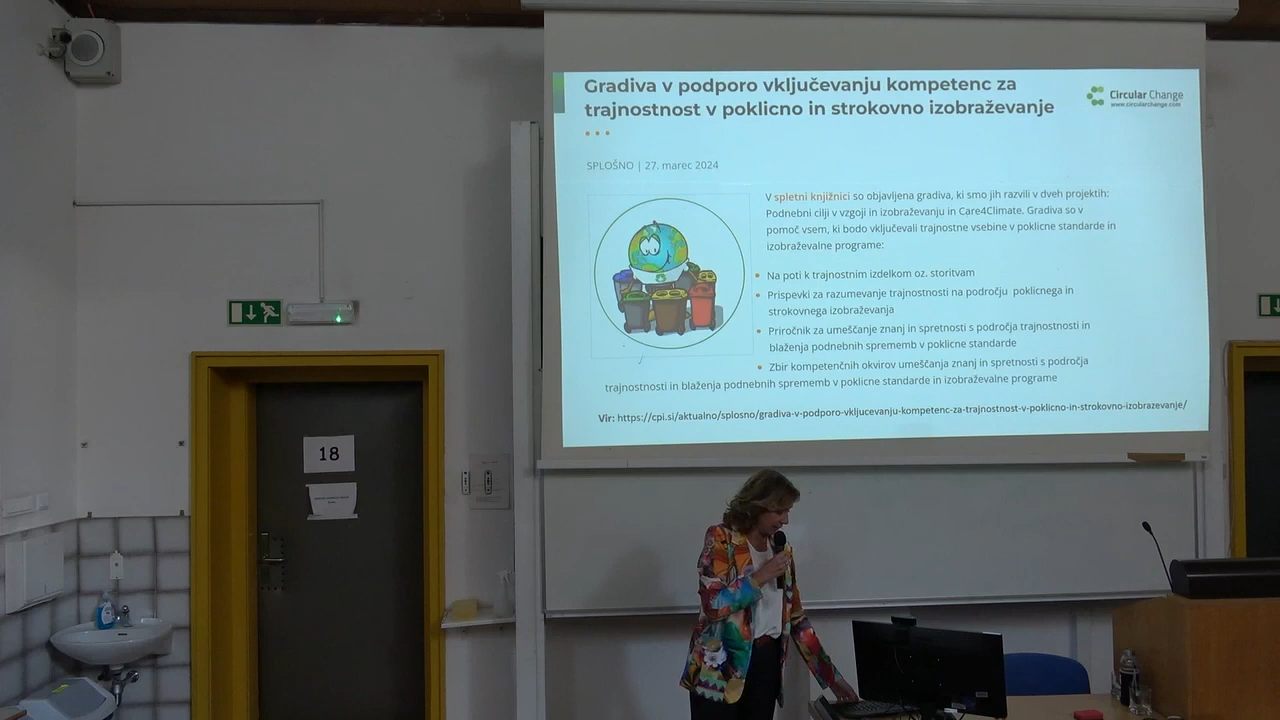 Gradiva v podporo vključevanju kompetenc za
trajnostnost v poklicno in strokovno izobraževanje
Circular Change
www.circularchange.com
SPLOŠNO | 27. marec 2024
V spletni knjižnici so objavljena gradiva, ki smo jih razvili v dveh projektih:
Podnebni cilji v vzgoji in izobraževanju in Care4Climate. Gradiva so v
pomoč vsem, ki bodo vključevali trajnostne vsebine v poklicne standarde in
izobraževalne programe:
• Na poti k trajnostnim izdelkom oz. storitvam
• Prispevki za razumevanje trajnostnosti na področju poklicnega in
strokovnega izobraževanja
• Priročnik za umeščanje znanj in spretnosti s področja trajnostnosti in
blaženja podnebnih sprememb v poklicne standarde
• Zbir kompetenčnih okvirov umeščanja znanj in spretnosti s področja
trajnostnosti in blaženja podnebnih sprememb v poklicne standarde in izobraževalne programe
Vir: https://cpi.si/aktualno/splosno/gradiva-v-podporo-vkljucevanju-kompetenc-za-trajnostnost-v-poklicno-in-strokovno-izobrazevanje/
18